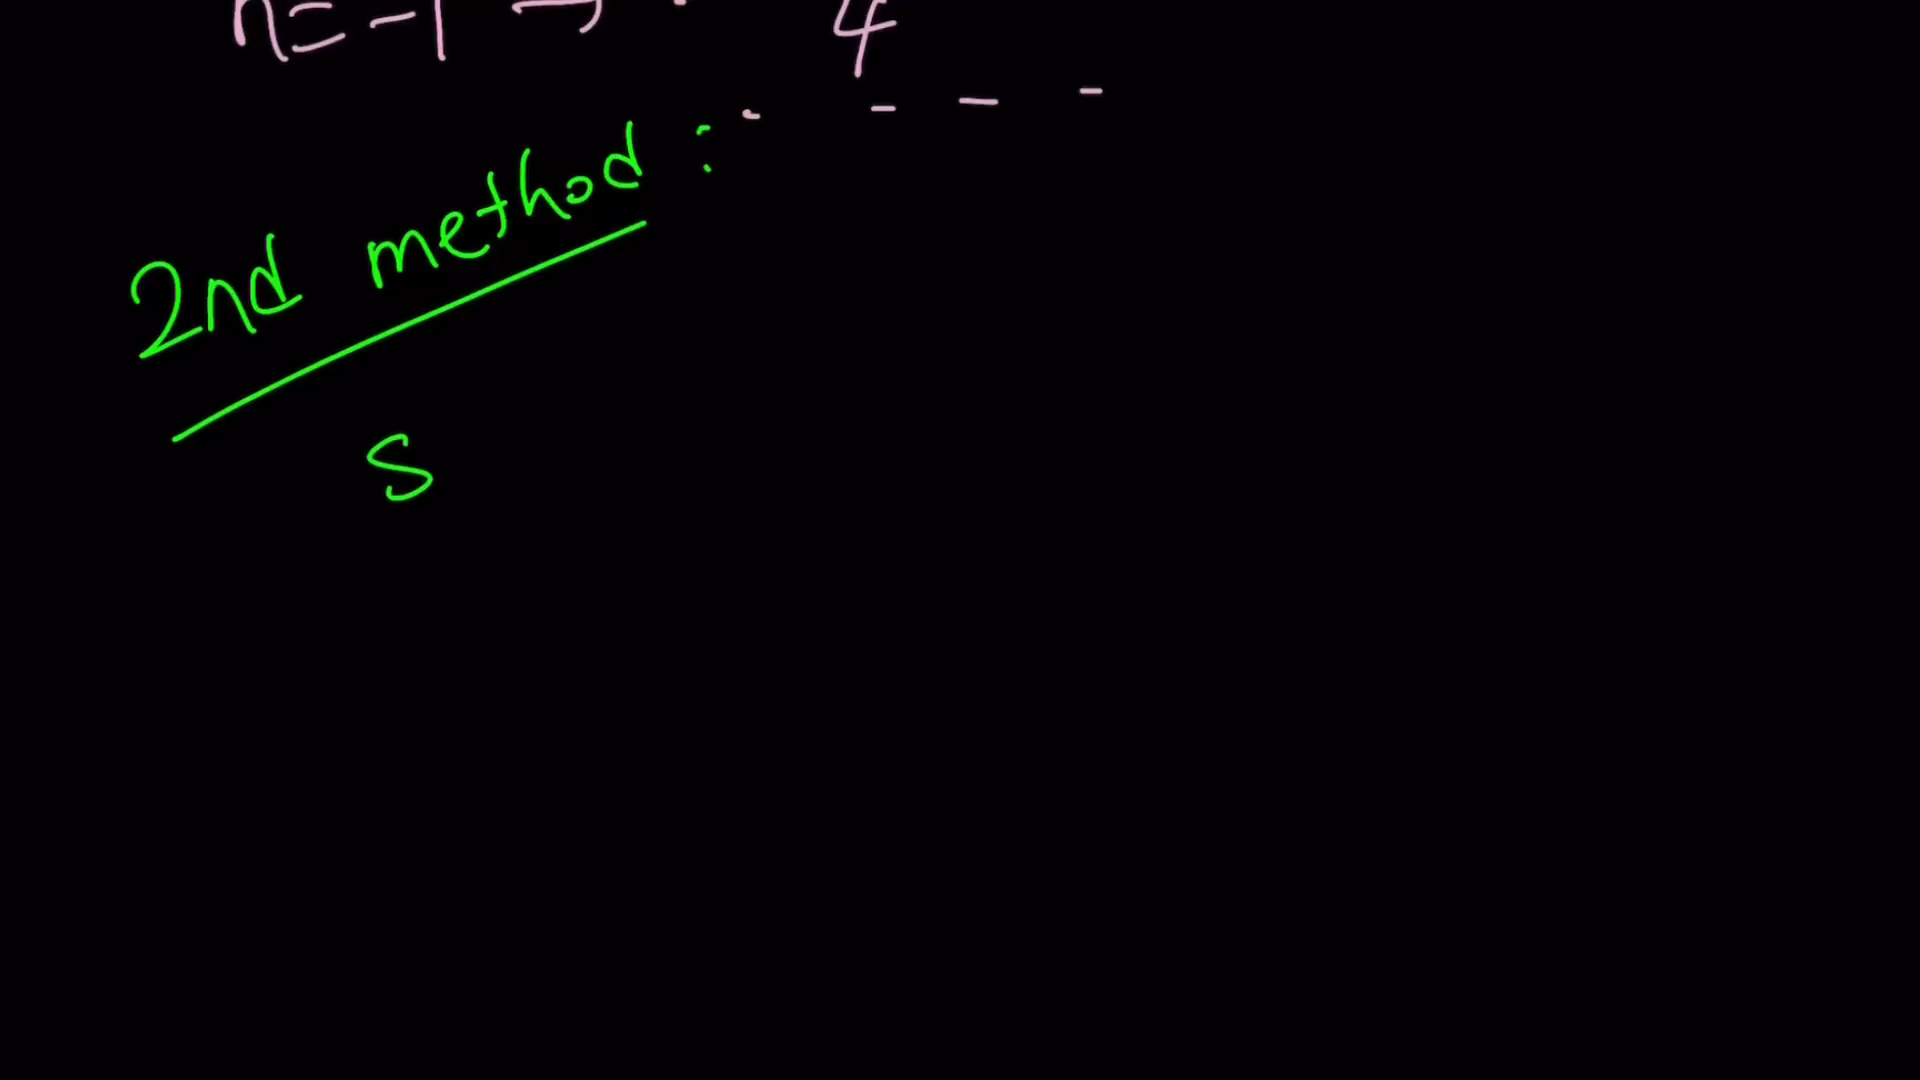 n=-1 →
4
- - - -
2nd method :
S